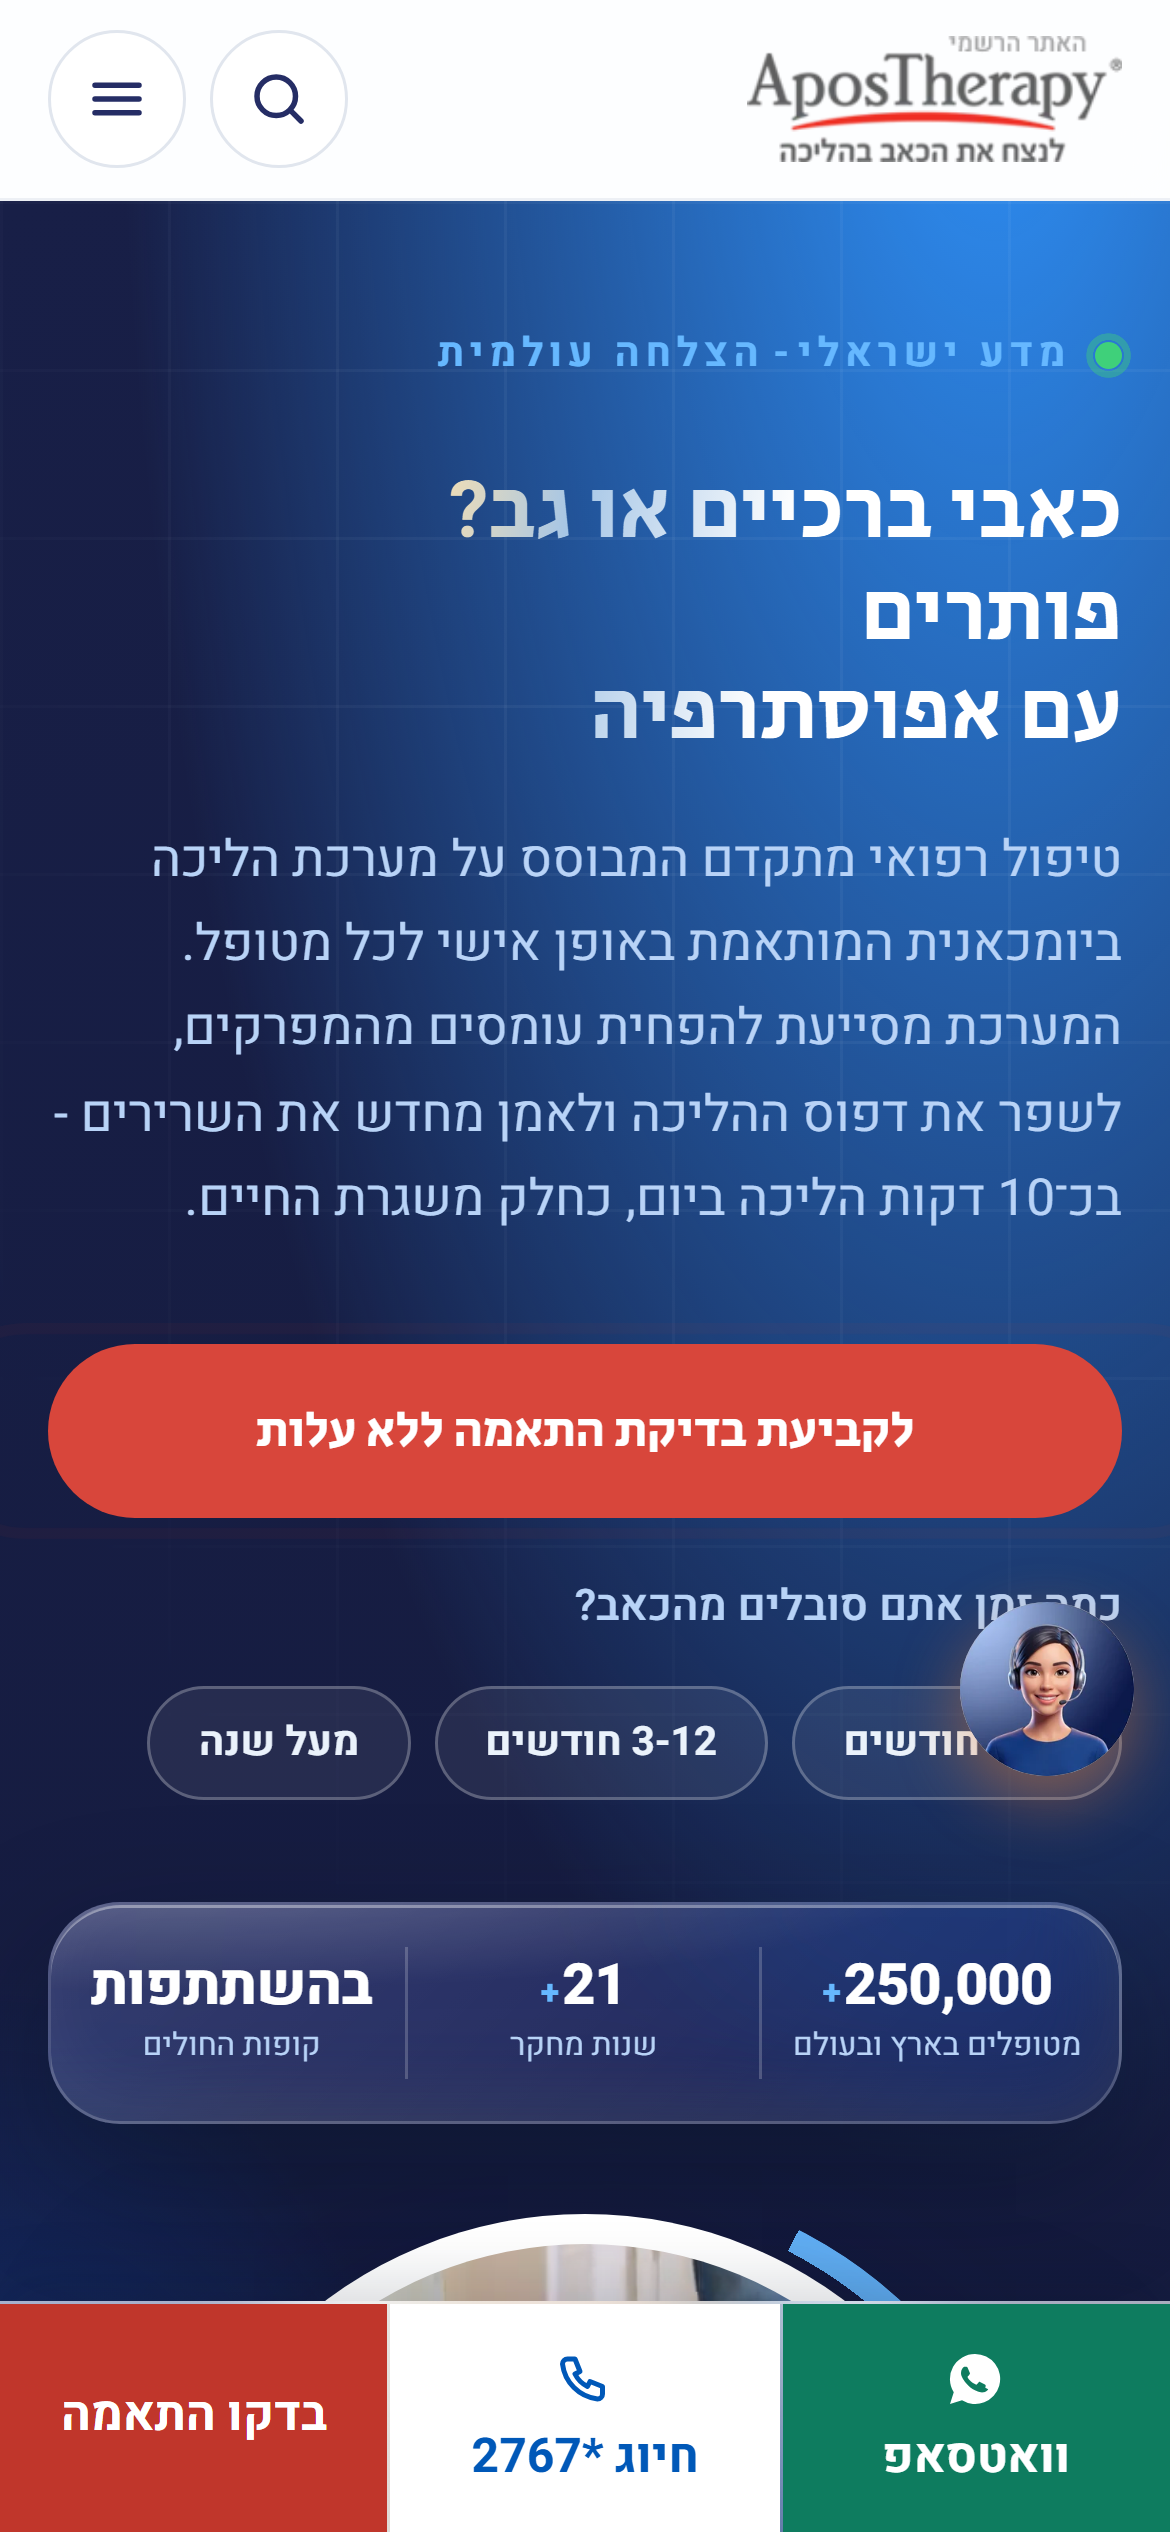 האתר הרשמי
AposTherapy®
לנצח את הכאב בהליכה
מדע ישראלי - הצלחה עולמית
כאבי ברכיים או גב?
פותרים
עם אפוסתרפיה
טיפול רפואי מתקדם המבוסס על מערכת הליכה
ביומכאנית המותאמת באופן אישי לכל מטופל.
המערכת מסייעת להפחית עומסים מהמפרקים,
לשפר את דפוס ההליכה ולאמן מחדש את השרירים -
בכ־10 דקות הליכה ביום, כחלק משגרת החיים.
לקביעת בדיקת התאמה ללא עלות
כמה זמן אתם סובלים מהכאב?
חודשים
3-12 חודשים
מעל שנה
250,000+
מטופלים בארץ ובעולם
21+
שנות מחקר
בהשתתפות
קופות החולים
וואטסאפ
חיוג *2767
בדקו התאמה